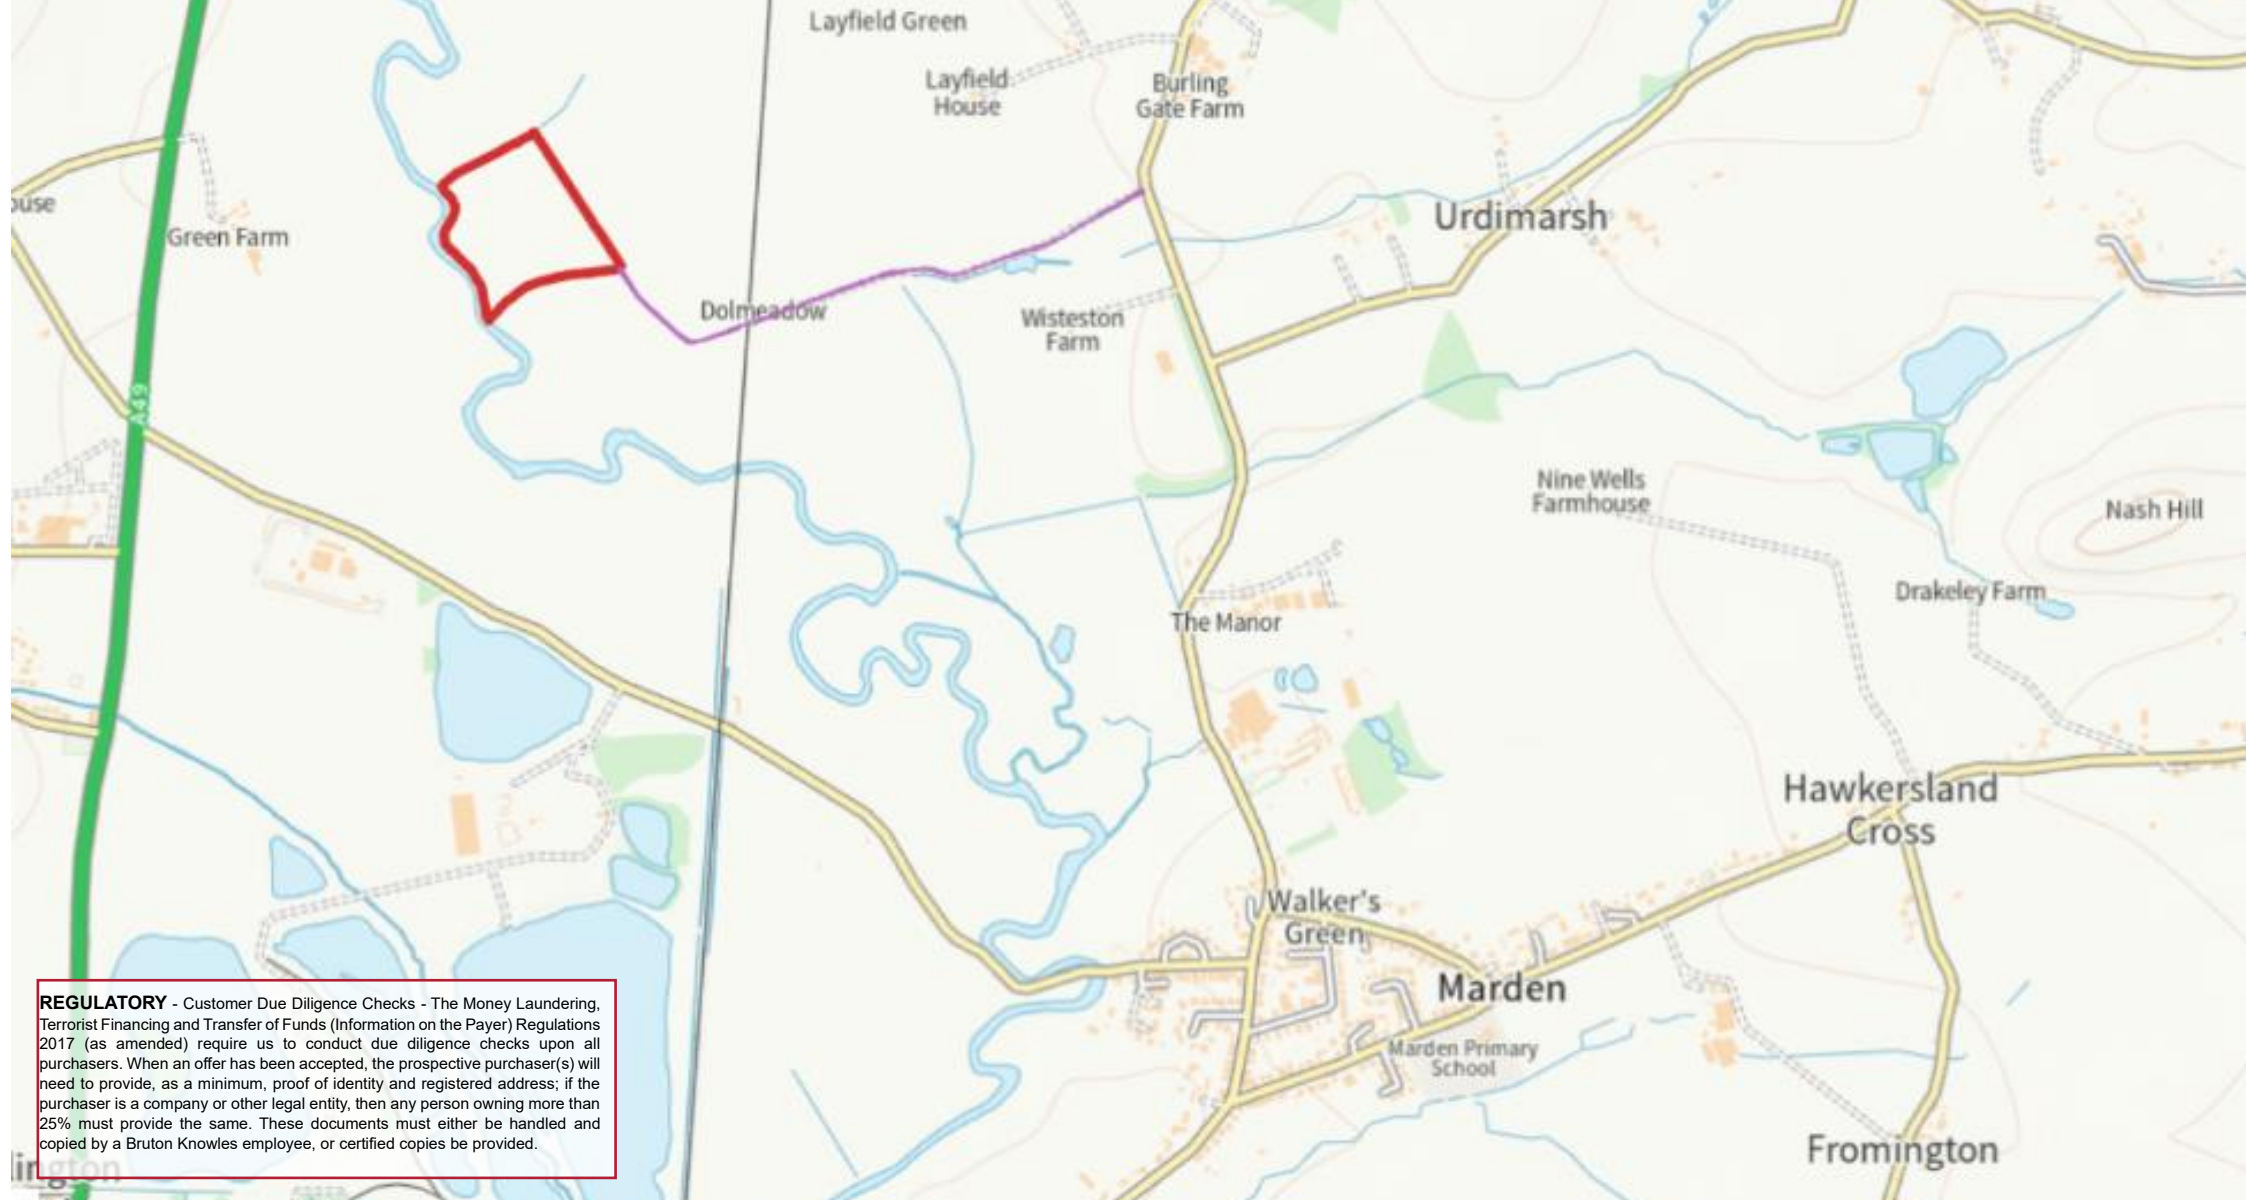 Layfield Green
Layfield
House
Burling
Gate Farm
ouse
Green Farm
Urdimarsh
Dolmeadow
Wisteston
Farm
A49
Nine Wells
Farmhouse
Nash Hill
Drakeley Farm
The Manor
Hawkersland
Cross
Walker's
Green
Marden
Marden Primary
School
Fromington
REGULATORY - Customer Due Diligence Checks - The Money Laundering,
Terrorist Financing and Transfer of Funds (Information on the Payer) Regulations
2017 (as amended) require us to conduct due diligence checks upon all
purchasers. When an offer has been accepted, the prospective purchaser(s) will
need to provide, as a minimum, proof of identity and registered address; if the
purchaser is a company or other legal entity, then any person owning more than
25% must provide the same. These documents must either be handled and
copied by a Bruton Knowles employee, or certified copies be provided.
lington